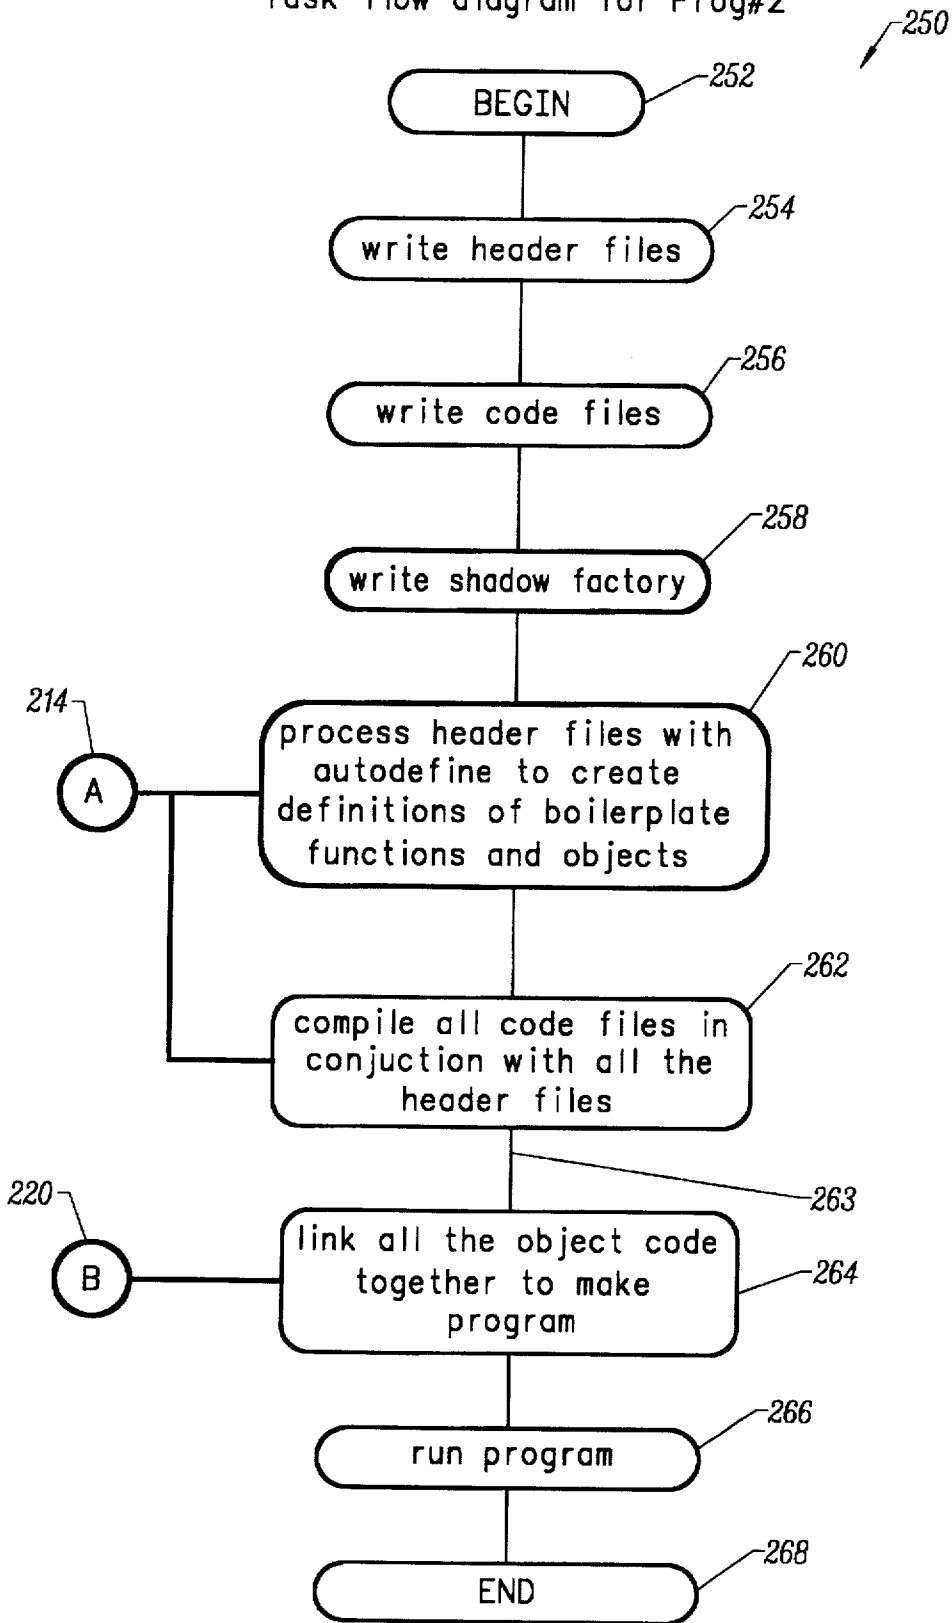 Task flow diagram for Prog#2
250
BEGIN
252
write header files
254
write code files
256
write shadow factory
258
260
214
A
process header files with
autodefine to create
definitions of boilerplate
functions and objects
262
compile all code files in
conjuction with all the
header files
263
220
B
link all the object code
together to make
program
264
266
run program
268
END